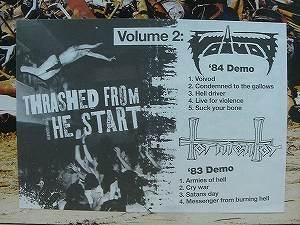 Volume 2:
VOIVOD
'84 Demo
1. Voivod
2. Condemned to the gallows
3. Hell driver
4. Live for violence
5. Suck your bone
THRASHED FROM
THE START
Tormentor
'83 Demo
1. Armies of hell
2. Cry war
3. Satans day
4. Messenger from burning hell